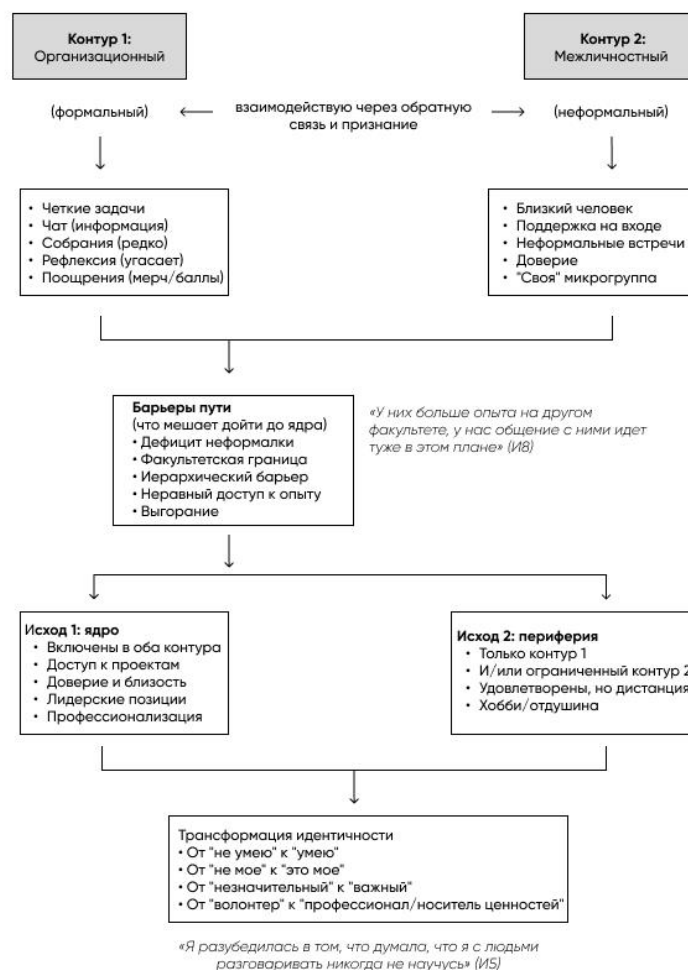 Контур 1:
Организационный
Контур 2:
Межличностный
(формальный)
взаимодействую через обратную
связь и признание
(неформальный)
• Четкие задачи
• Чат (информация)
• Собрания (редко)
• Рефлексия (угасает)
• Поощрения (мерч/баллы)
• Близкий человек
• Поддержка на входе
• Неформальные встречи
• Доверие
• "Своя" микрогруппа
Барьеры пути
(что мешает дойти до ядра)
• Дефицит неформалки
• Факультетская граница
• Иерархический барьер
• Неравный доступ к опыту
• Выгорание
«У них больше опыта на другом
факультете, у нас общение с ними идет
туже в этом плане» (И8)
Исход 1: ядро
• Включены в оба контура
• Доступ к проектам
• Доверие и близость
• Лидерские позиции
• Профессионализация
Исход 2: периферия
• Только контур 1
• И/или ограниченный контур 2
• Удовлетворены, но дистанция
• Хобби/отдушина
Трансформация идентичности
• От "не умею" к "умею"
• От "не мое" к "это мое"
• От "незначительный" к "важный"
• От "волонтер" к "профессионал/носитель ценностей"
«Я разубедилась в том, что думала, что я с людьми
разговаривать никогда не научусь» (И5)